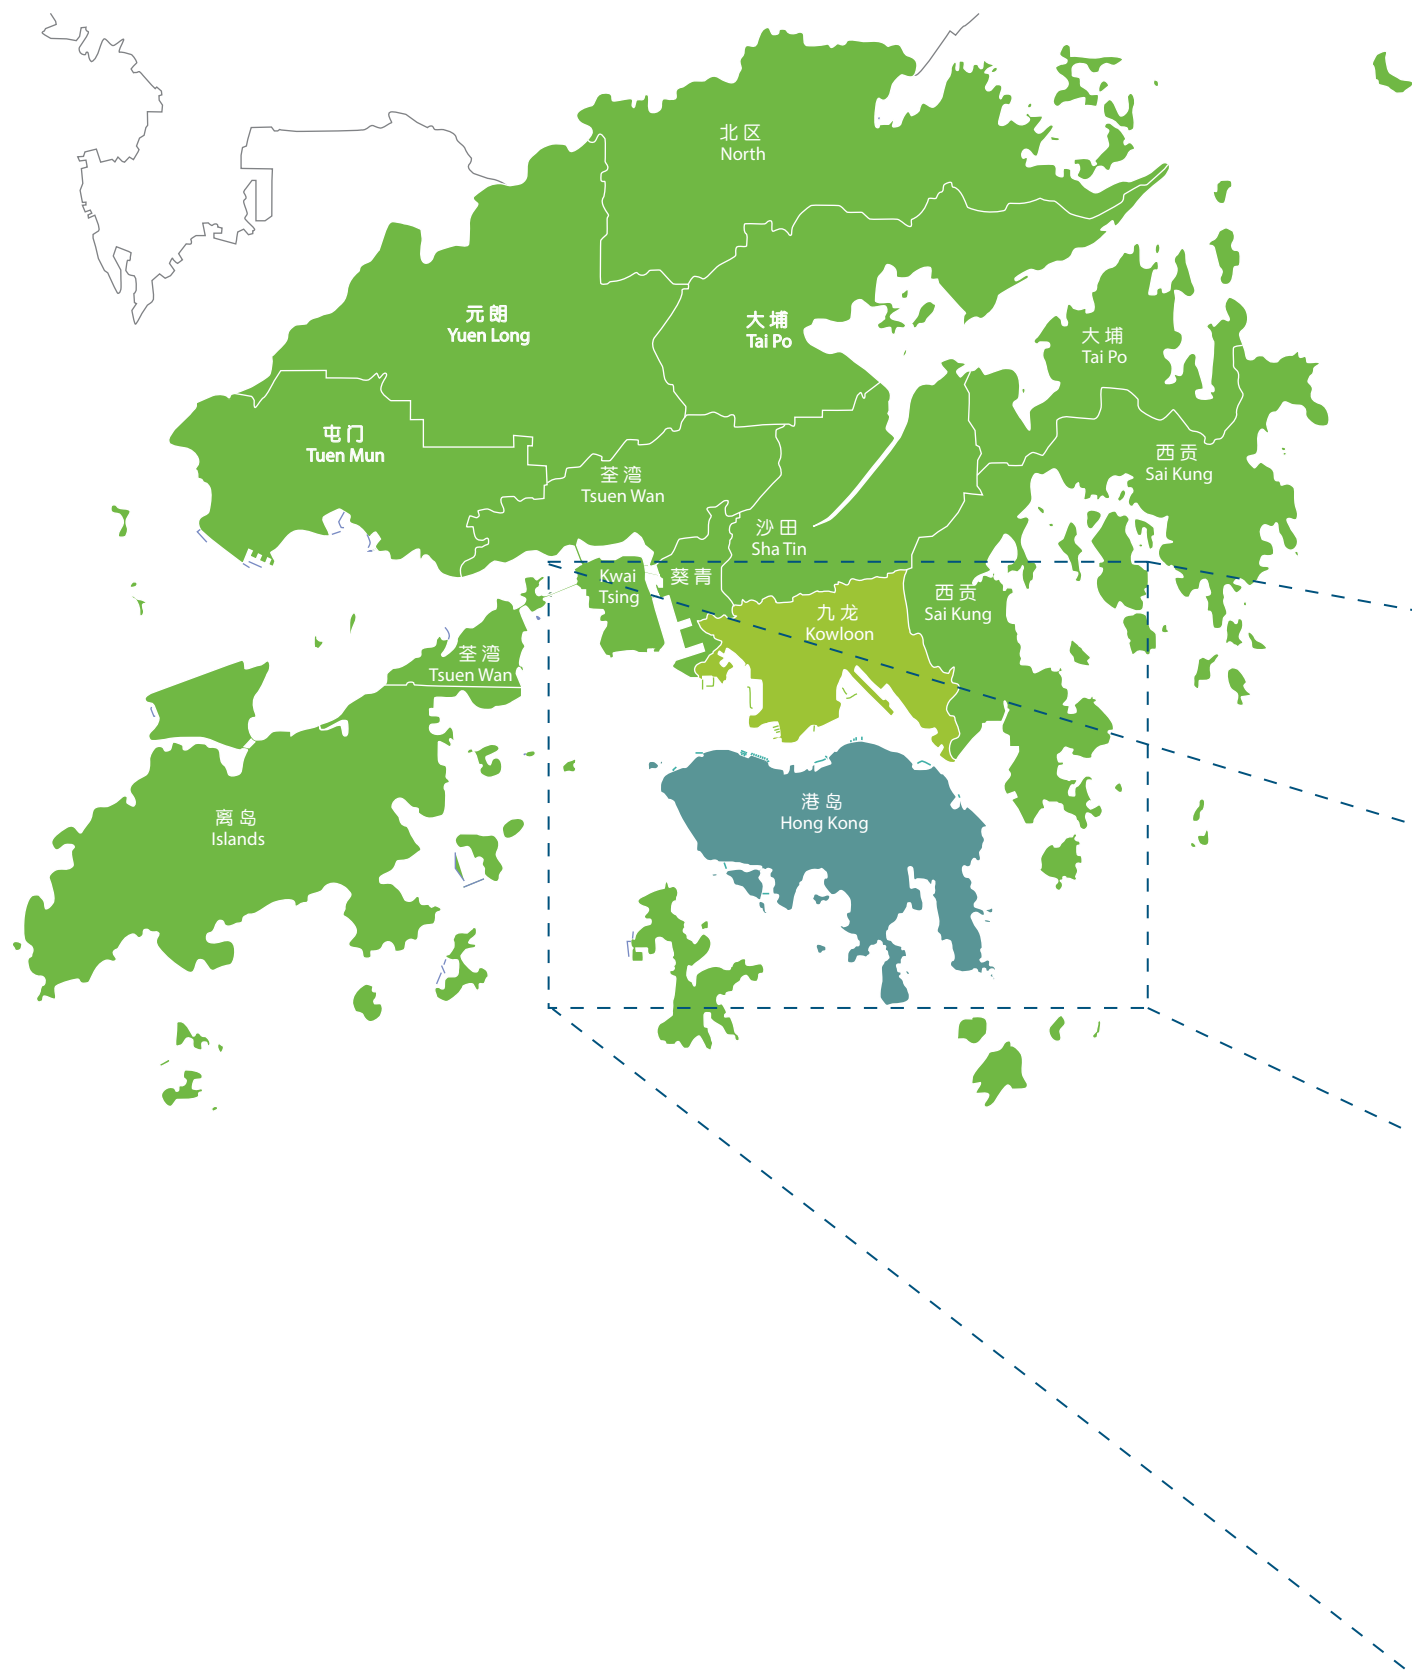 北区
North
元朗
Yuen Long
大埔
Tai Po
大埔
Tai Po
屯门
Tuen Mun
荃湾
Tsuen Wan
西贡
Sai Kung
沙田
Sha Tin
Kwai
Tsing
葵青
西贡
Sai Kung
九龙
Kowloon
荃湾
Tsuen Wan
港岛
Hong Kong
离岛
Islands